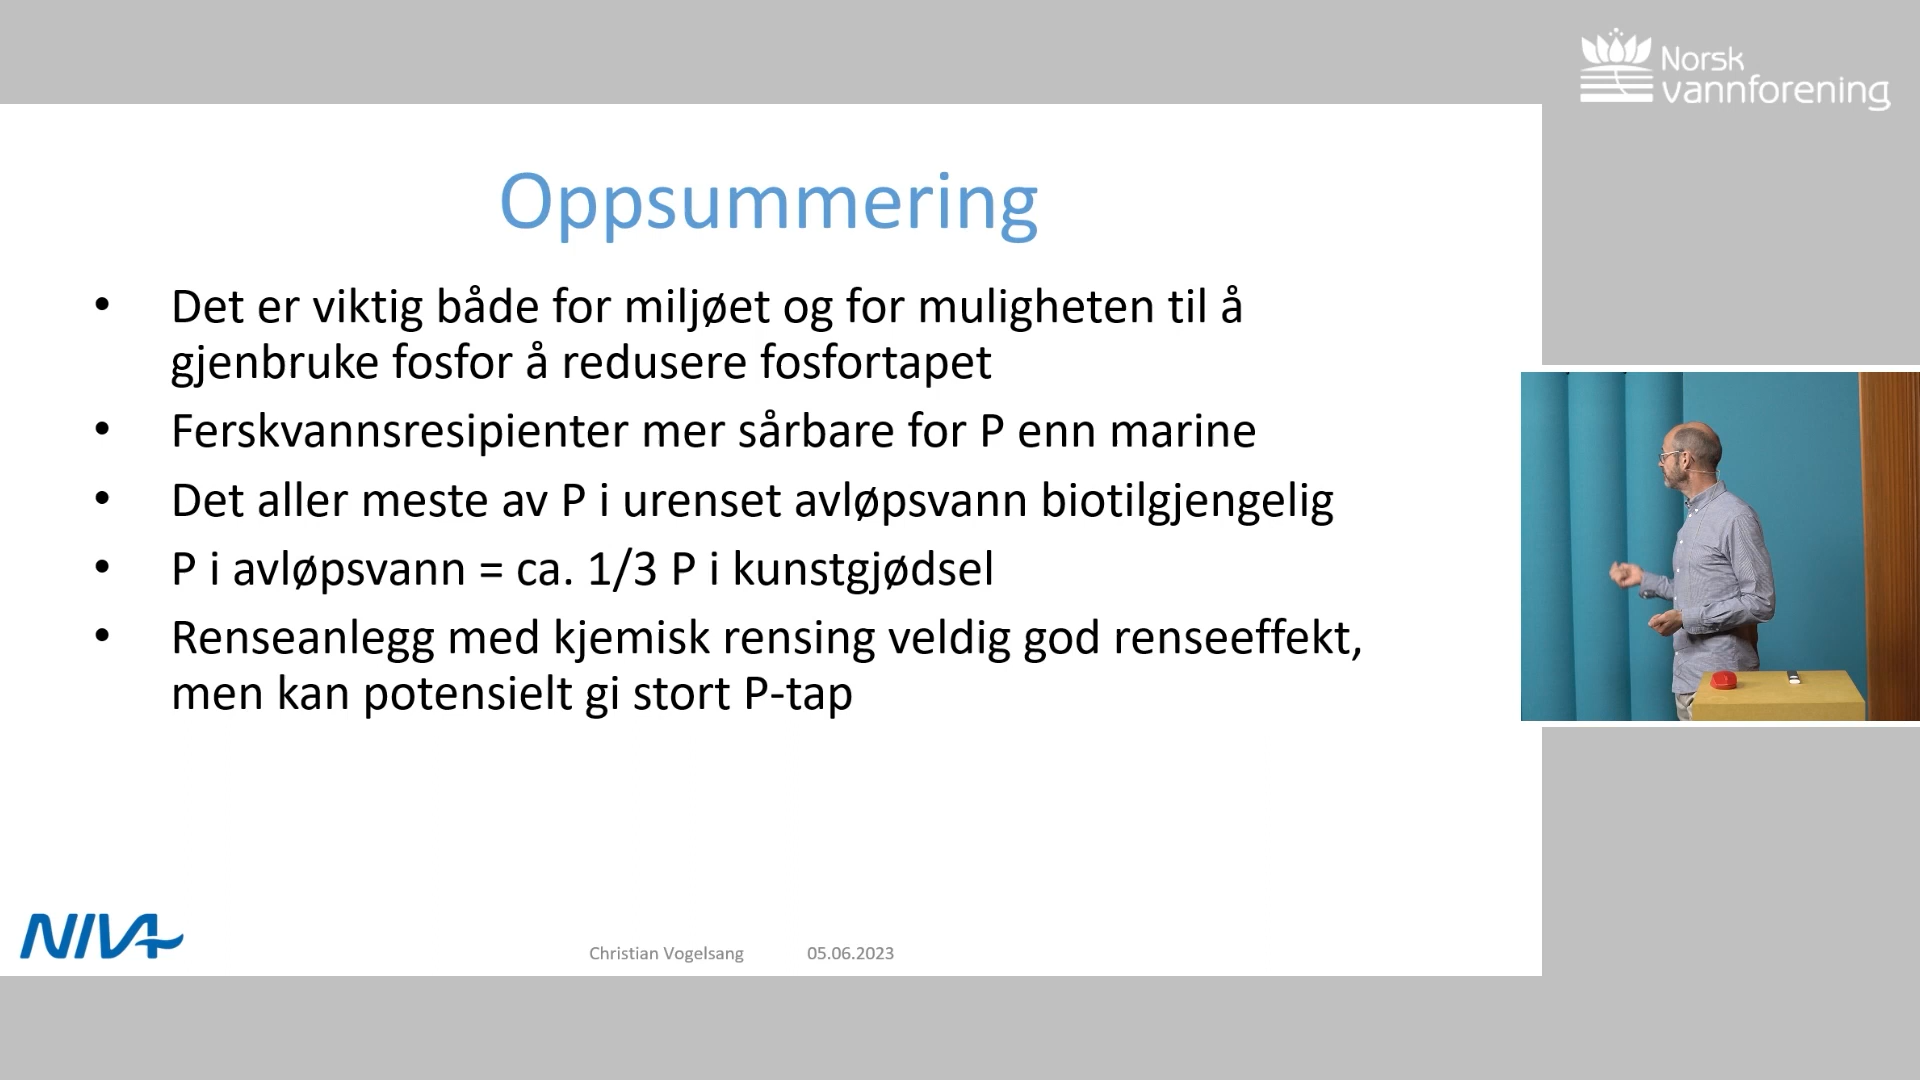 Norsk
vannforening
Oppsummering
• Det er viktig både for miljøet og for muligheten til å
gjenbruke fosfor å redusere fosfortapet
• Ferskvannsresipienter mer sårbare for P enn marine
• Det aller meste av P i urenset avløpsvann biotilgjengelig
• P i avløpsvann = ca. 1/3 P i kunstgjødsel
• Renseanlegg med kjemisk rensing veldig god renseeffekt,
men kan potensielt gi stort P-tap
NIVA
Christian Vogelsang 05.06.2023